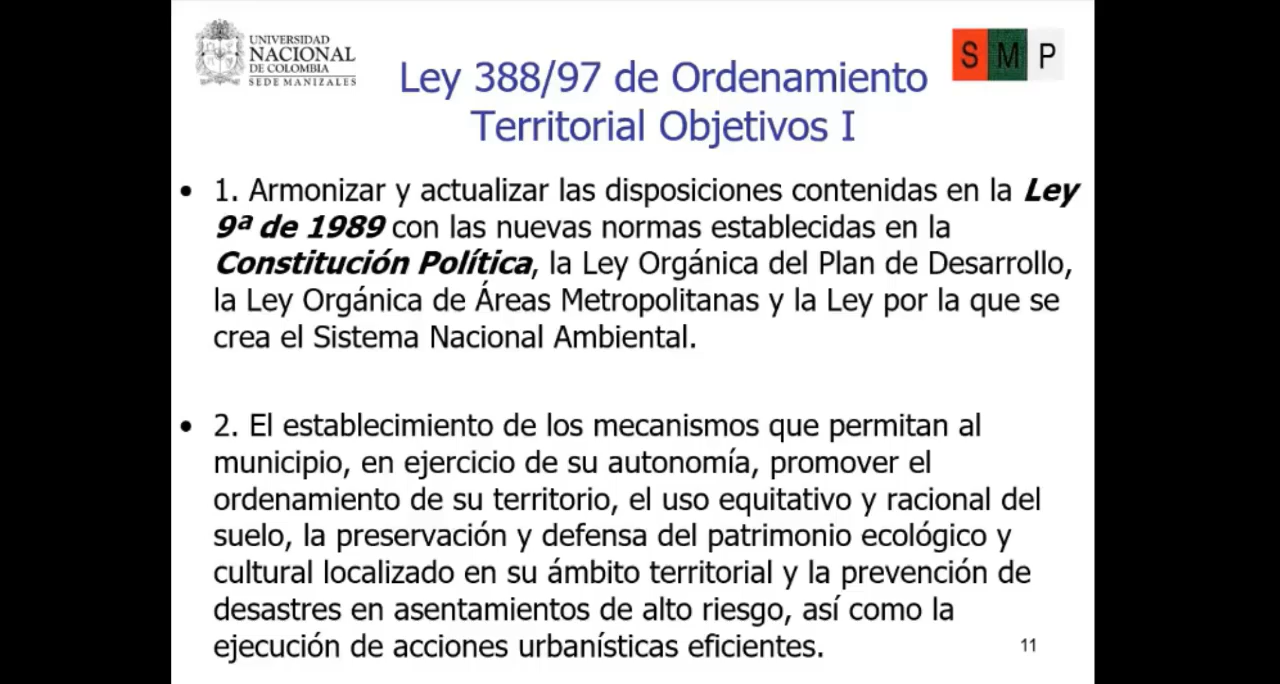 UNIVERSIDAD
NACIONAL
DE COLOMBIA
SEDE MANIZALES
S M P
Ley 388/97 de Ordenamiento
Territorial Objetivos I
• 1. Armonizar y actualizar las disposiciones contenidas en la Ley
9ª de 1989 con las nuevas normas establecidas en la
Constitución Política, la Ley Orgánica del Plan de Desarrollo,
la Ley Orgánica de Áreas Metropolitanas y la Ley por la que se
crea el Sistema Nacional Ambiental.
• 2. El establecimiento de los mecanismos que permitan al
municipio, en ejercicio de su autonomía, promover el
ordenamiento de su territorio, el uso equitativo y racional del
suelo, la preservación y defensa del patrimonio ecológico y
cultural localizado en su ámbito territorial y la prevención de
desastres en asentamientos de alto riesgo, así como la
ejecución de acciones urbanísticas eficientes.
11